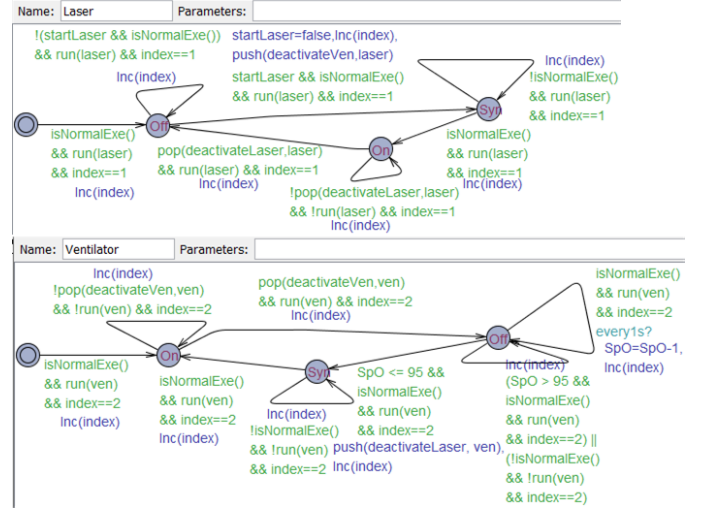 Name: Laser Parameters:
!(startLaser && isNormalExe())
&& run(laser) && index==1
Inc(index)
startLaser=false,Inc(index),
push(deactivateVen,laser)
startLaser && isNormalExe()
&& run(laser) && index==1
Inc(index)
!isNormalExe()
&& run(laser)
&& index==1
Off
Syn
On
isNormalExe()
&& run(laser)
&& index==1
Inc(index)
pop(deactivateLaser,laser)
&& run(laser) && index==1
Inc(index)
isNormalExe()
&& run(laser)
&& index==1
Inc(index)
!pop(deactivateLaser,laser)
&& !run(laser) && index==1
Inc(index)
Name: Ventilator Parameters:
Inc(index)
!pop(deactivateVen,ven)
&& !run(ven) && index==2
pop(deactivateVen,ven)
&& run(ven) && index==2
Inc(index)
isNormalExe()
&& run(ven)
&& index==2
every1s?
SpO=SpO-1,
Inc(index)
On
Syn
Off
isNormalExe()
&& run(ven)
&& index==2
Inc(index)
isNormalExe()
&& run(ven)
&& index==2
Inc(index)
Inc(index)
!isNormalExe()
&& !run(ven)
&& index==2
SpO <= 95 &&
isNormalExe()
&& run(ven)
&& index==2
push(deactivateLaser, ven),
Inc(index)
Inc(index)
(SpO > 95 &&
isNormalExe()
&& run(ven)
&& index==2) ||
(!isNormalExe()
&& !run(ven)
&& index==2)